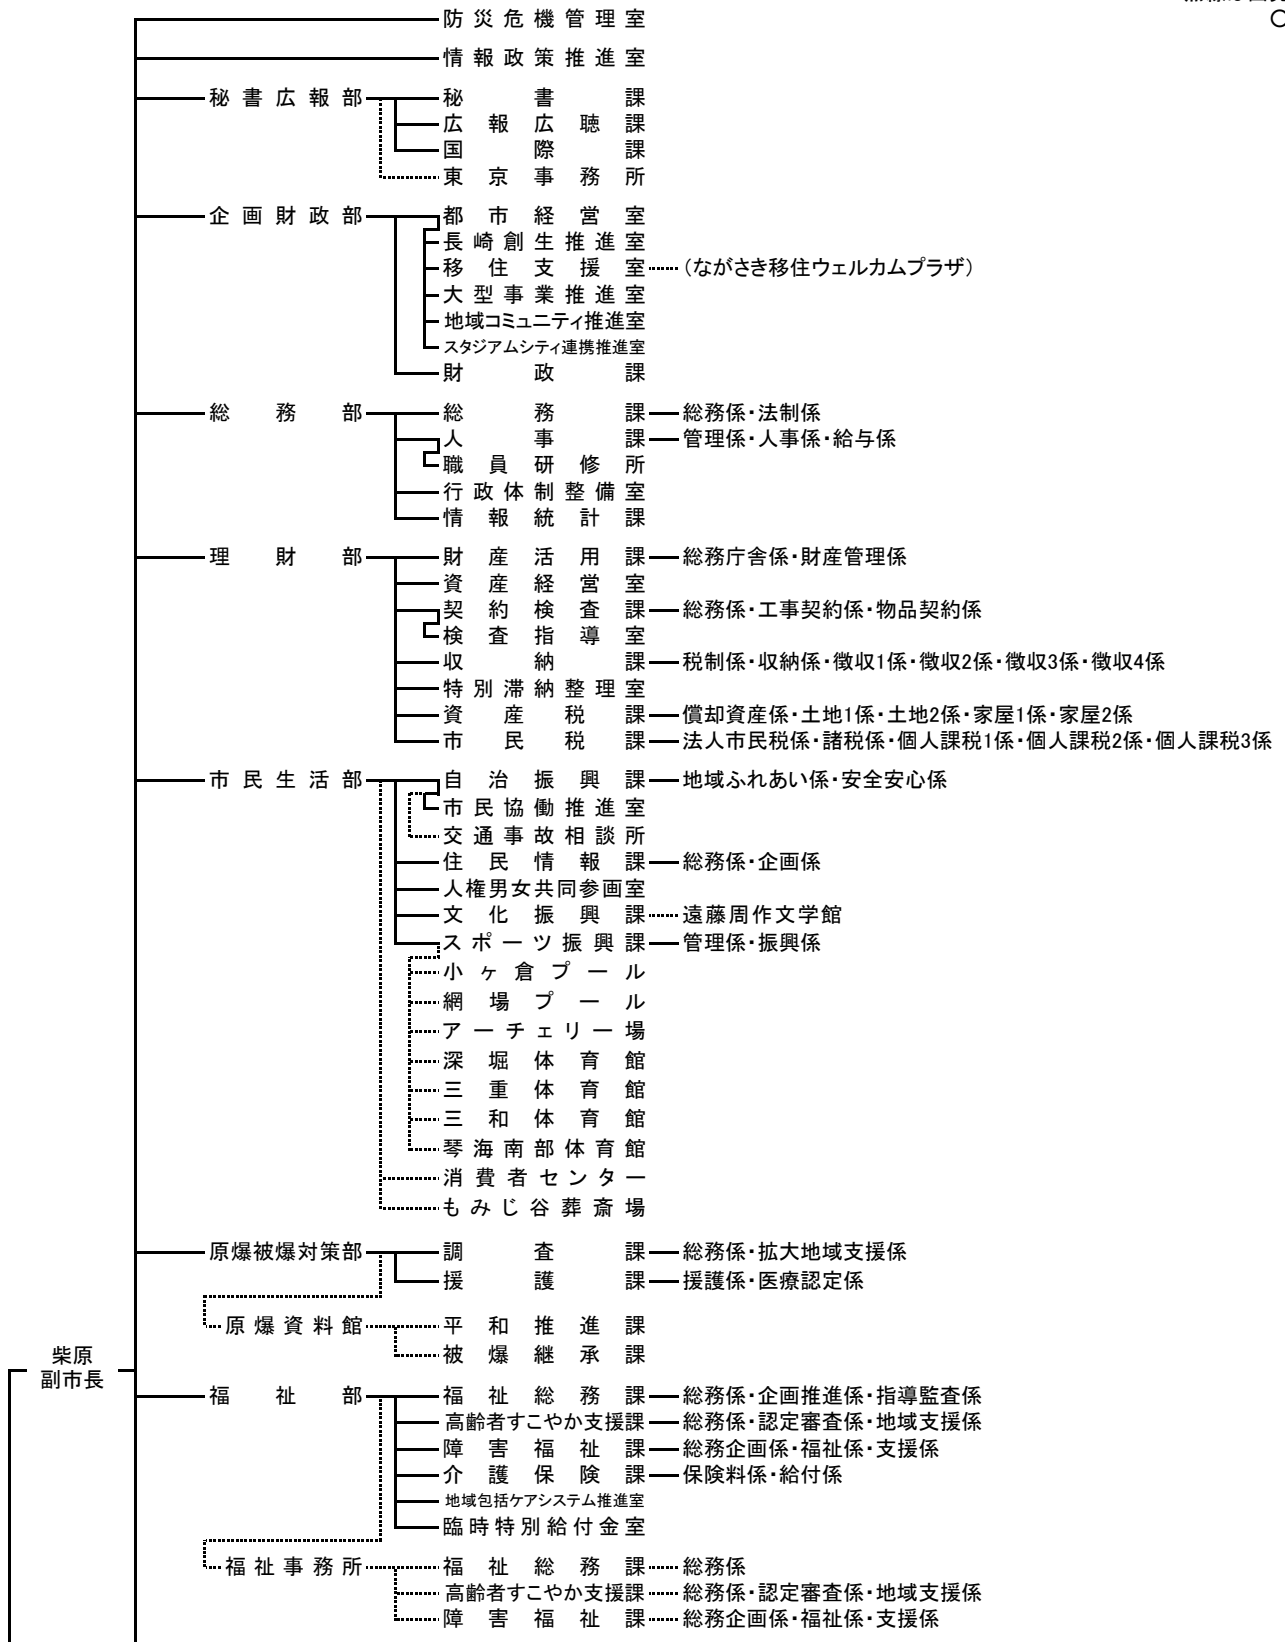 防災危機管理室
情報政策推進室
秘書広報部 秘書課
広報広聴課
国際課
東京事務所
企画財政部 都市経営室
長崎創生推進室
移住支援室 (ながさき移住ウェルカムプラザ)
大型事業推進室
地域コミュニティ推進室
スタジアムシティ連携推進室
財政課
総務部 総務課 総務係・法制係
人事課 管理係・人事係・給与係
職員研修所
行政体制整備室
情報統計課
理財部 財産活用課 総務庁舎係・財産管理係
資産経営室
契約検査課 総務係・工事契約係・物品契約係
検査指導室
収納課 税制係・収納係・徴収1係・徴収2係・徴収3係・徴収4係
特別滞納整理室
資産税課 償却資産係・土地1係・土地2係・家屋1係・家屋2係
市民税課 法人市民税係・諸税係・個人課税1係・個人課税2係・個人課税3係
市民生活部 自治振興課 地域ふれあい係・安全安心係
市民協働推進室
交通事故相談所
住民情報課 総務係・企画係
人権男女共同参画室
文化振興課 遠藤周作文学館
スポーツ振興課 管理係・振興係
小ヶ倉プール
網場プール
アーチェリー場
深堀体育館
三重体育館
三和体育館
琴海南部体育館
消費者センター
もみじ谷葬斎場
原爆被爆対策部 調査課 総務係・拡大地域支援係
援護課 援護係・医療認定係
原爆資料館 平和推進課
被爆継承課
柴原
副市長
福祉部 福祉総務課 総務係・企画推進係・指導監査係
高齢者すこやか支援課 総務係・認定審査係・地域支援係
障害福祉課 総務企画係・福祉係・支援係
介護保険課 保険料係・給付係
地域包括ケアシステム推進室
臨時特別給付金室
福祉事務所 福祉総務課 総務係
高齢者すこやか支援課 総務係・認定審査係・地域支援係
障害福祉課 総務企画係・福祉係・支援係